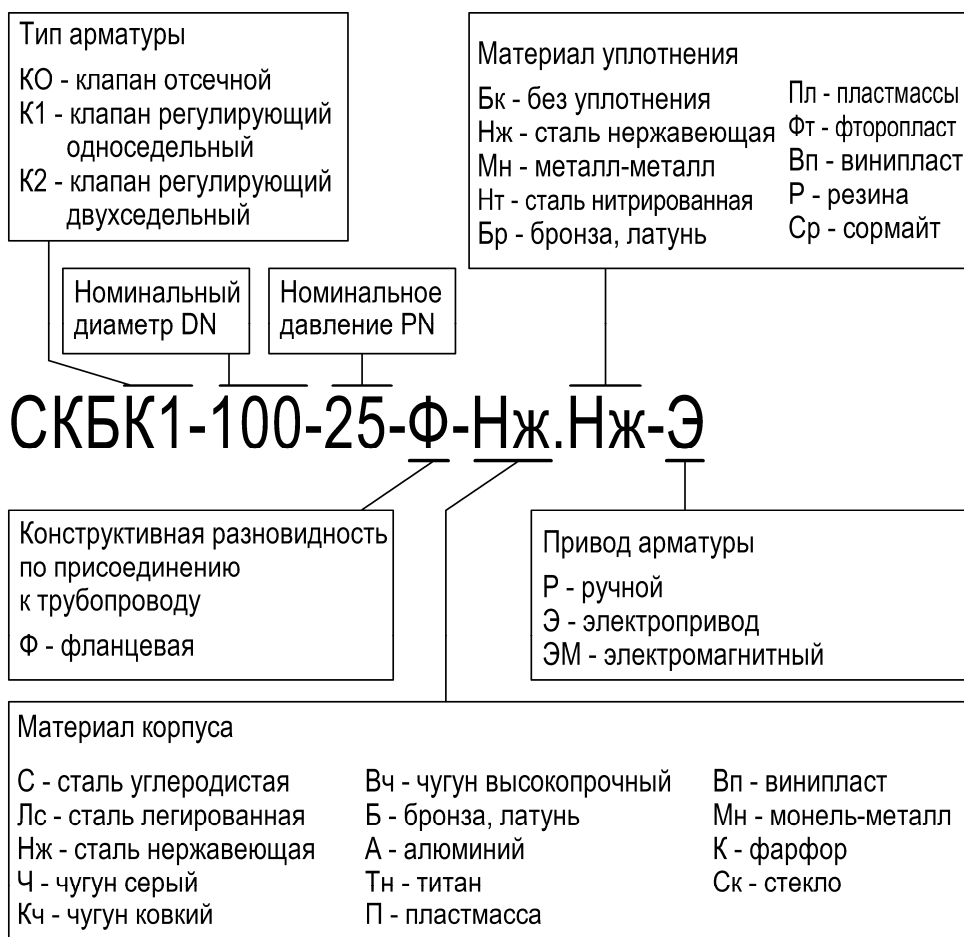 Тип арматуры
КО - клапан отсечной
К1 - клапан регулирующий
односедельный
К2 - клапан регулирующий
двухседельный
Материал уплотнения
Бк - без уплотнения
Нж - сталь нержавеющая
Мн - металл-металл
Нт - сталь нитрированная
Бр - бронза, латунь
Пл - пластмассы
Фт - фторопласт
Вп - винипласт
Р - резина
Ср - сормайт
Номинальный
диаметр DN
Номинальное
давление PN
СКБК1-100-25-Ф-Нж.Нж-Э
Конструктивная разновидность
по присоединению
к трубопроводу
Ф - фланцевая
Привод арматуры
Р - ручной
Э - электропривод
ЭМ - электромагнитный
Материал корпуса
С - сталь углеродистая
Лс - сталь легированная
Нж - сталь нержавеющая
Ч - чугун серый
Кч - чугун ковкий
Вч - чугун высокопрочный
Б - бронза, латунь
А - алюминий
Тн - титан
П - пластмасса
Вп - винипласт
Мн - монель-металл
К - фарфор
Ск - стекло